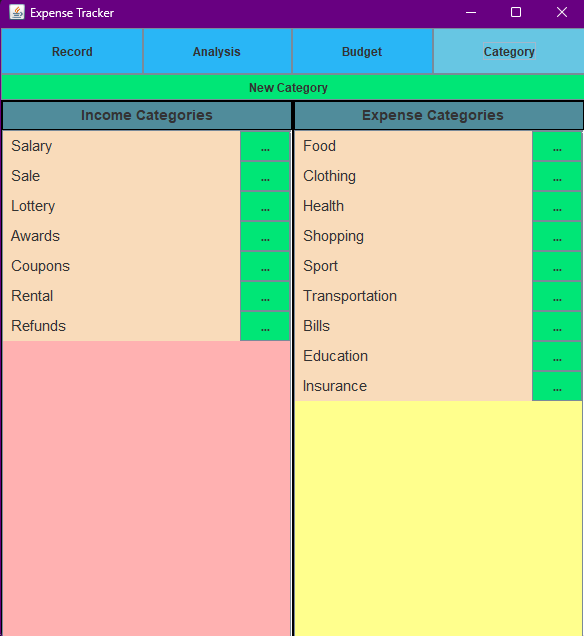 Expense Tracker
Record Analysis Budget Category
New Category
Income Categories Expense Categories
Salary ... Food ...
Sale ... Clothing ...
Lottery ... Health ...
Awards ... Shopping ...
Coupons ... Sport ...
Rental ... Transportation ...
Refunds ... Bills ...
Education ...
Insurance ...